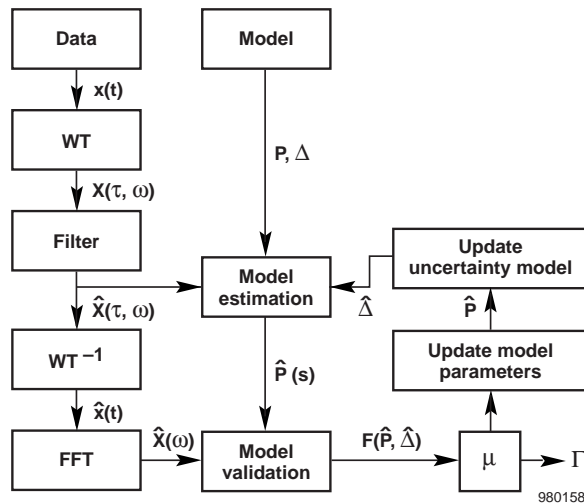 Data
Model
x(t)
WT
P, Δ
X(τ, ω)
Filter
Model
estimation
Update
uncertainty model
X̂(τ, ω)
Δ̂
P̂
WT⁻¹
P̂ (s)
Update model
parameters
x̂(t)
FFT
X̂(ω)
Model
validation
F(P̂, Δ̂)
μ
Γ
980158